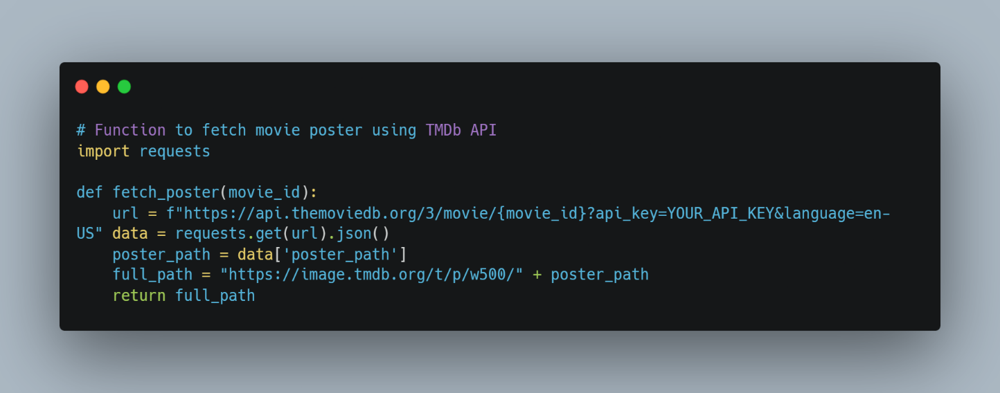 # Function to fetch movie poster using TMDb API
import requests

def fetch_poster(movie_id):
    url = f"https://api.themoviedb.org/3/movie/{movie_id}?api_key=YOUR_API_KEY&language=en-
US" data = requests.get(url).json()
    poster_path = data['poster_path']
    full_path = "https://image.tmdb.org/t/p/w500/" + poster_path
    return full_path